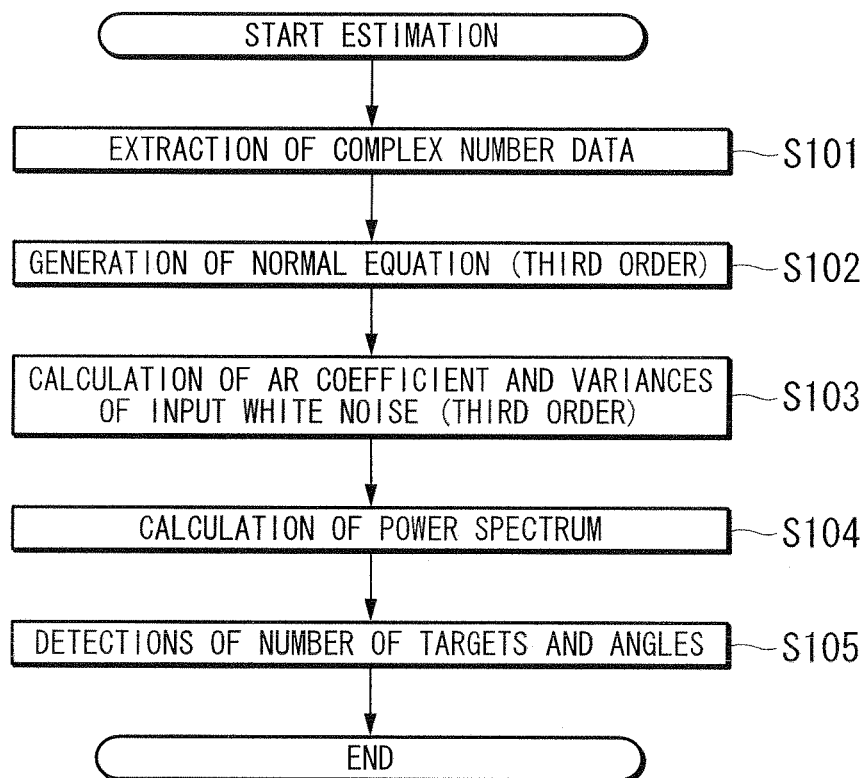 START ESTIMATION
EXTRACTION OF COMPLEX NUMBER DATA
S101
GENERATION OF NORMAL EQUATION (THIRD ORDER)
S102
CALCULATION OF AR COEFFICIENT AND VARIANCES
OF INPUT WHITE NOISE (THIRD ORDER)
S103
CALCULATION OF POWER SPECTRUM
S104
DETECTIONS OF NUMBER OF TARGETS AND ANGLES
S105
END